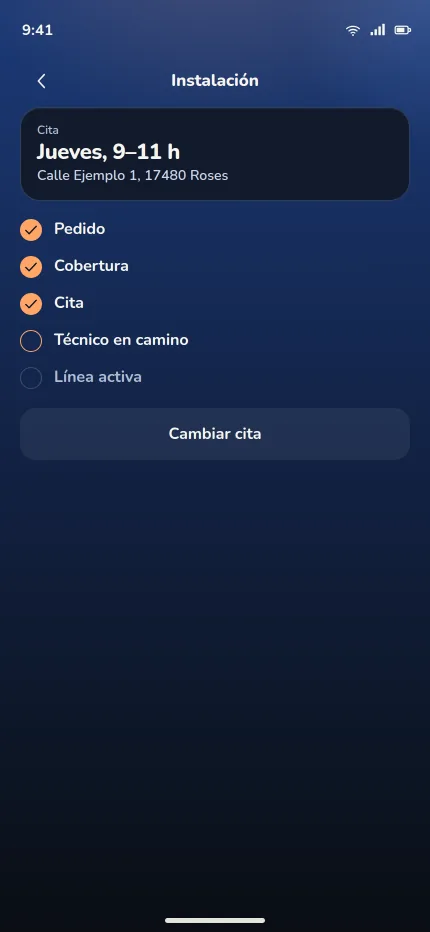 9:41
Instalación
Cita
Jueves, 9–11 h
Calle Ejemplo 1, 17480 Roses
Pedido
Cobertura
Cita
Técnico en camino
Línea activa
Cambiar cita